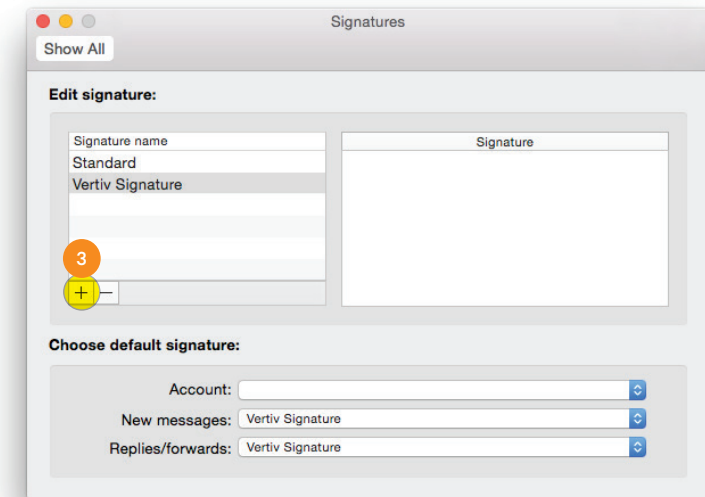 Signatures
Show All
Edit signature:
Signature name
Signature
Standard
Vertiv Signature
3
+ −
Choose default signature:
Account:
New messages: Vertiv Signature
Replies/forwards: Vertiv Signature